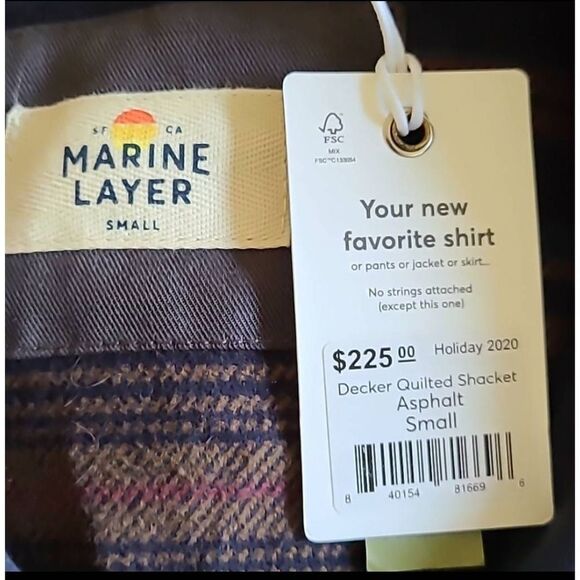 SF CA
MARINE
LAYER
SMALL
FSC
MIX
Your new
favorite shirt
or pants or jacket or skirt...
No strings attached
(except this one)
$225 00 Holiday 2020
Decker Quilted Shacket
Asphalt
Small
8 40154 81669 6